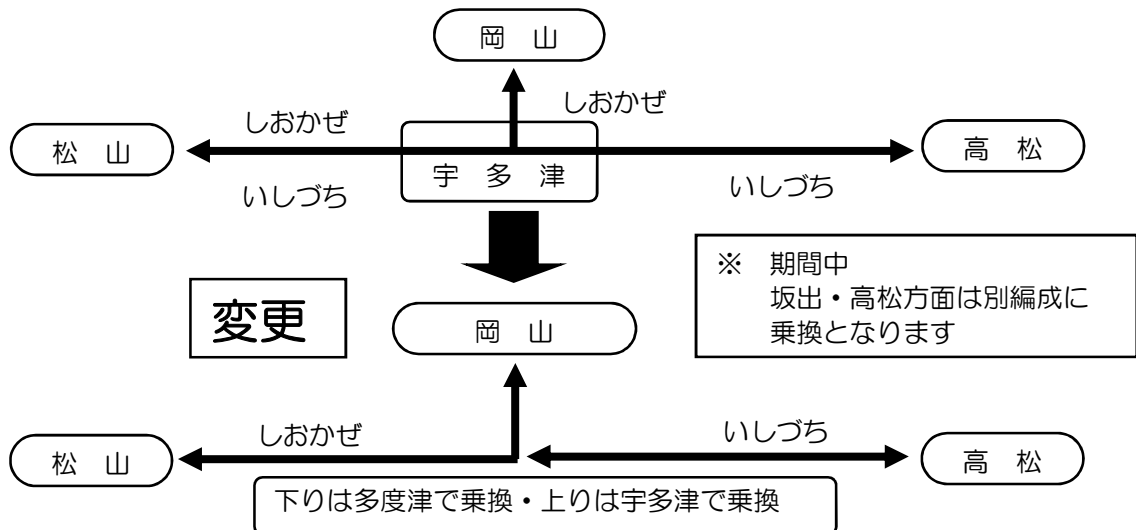 岡 山
しおかぜ
しおかぜ
松 山
宇 多 津
高 松
いしづち
いしづち
※ 期間中
坂出・高松方面は別編成に
乗換となります
変更
岡 山
しおかぜ
いしづち
松 山
高 松
下りは多度津で乗換・上りは宇多津で乗換